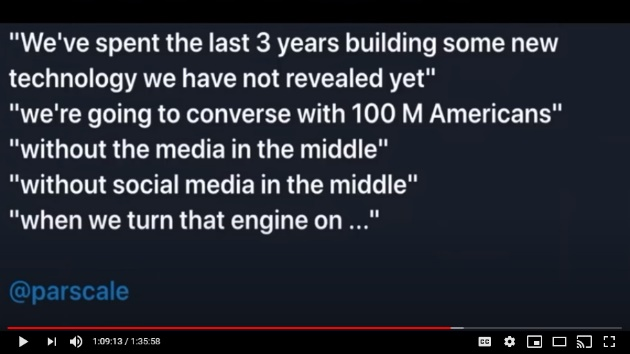 "We've spent the last 3 years building some new
technology we have not revealed yet"
"we're going to converse with 100 M Americans"
"without the media in the middle"
"without social media in the middle"
"when we turn that engine on ..."
@parscale
1:09:13 / 1:35:58
CC